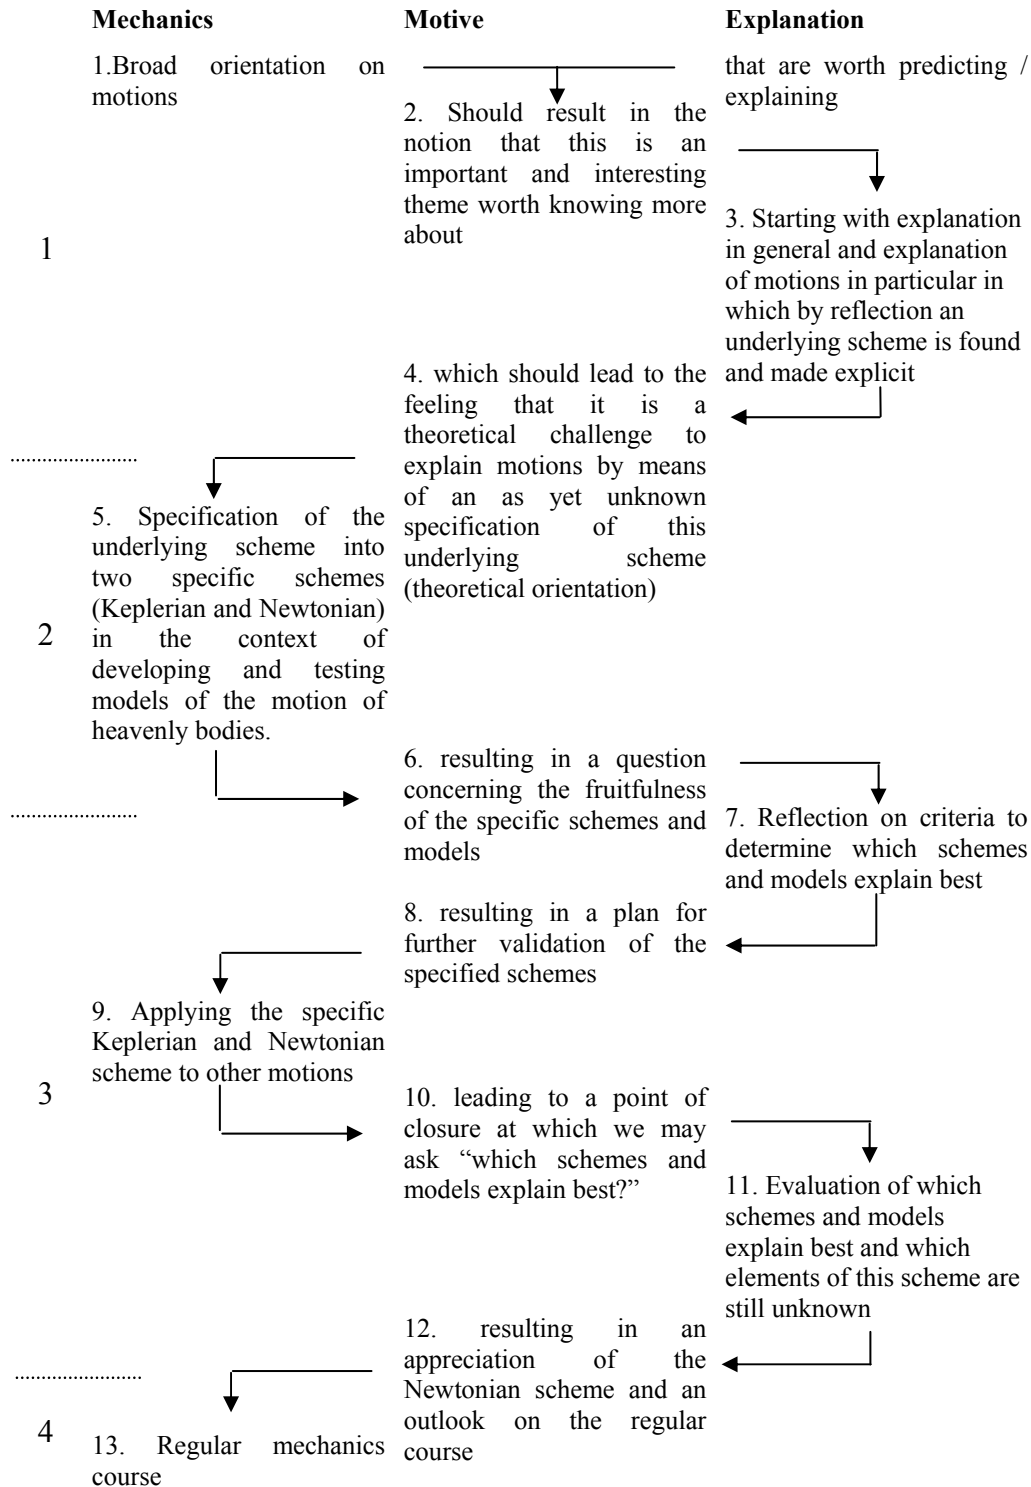 Mechanics
Motive
Explanation
1.Broad orientation on
motions
that are worth predicting /
explaining
2. Should result in the
notion that this is an
important and interesting
theme worth knowing more
about
3. Starting with explanation
in general and explanation
of motions in particular in
which by reflection an
underlying scheme is found
and made explicit
1
4. which should lead to the
feeling that it is a
theoretical challenge to
explain motions by means
of an as yet unknown
specification of this
underlying scheme
(theoretical orientation)
........................
5. Specification of the
underlying scheme into
two specific schemes
(Keplerian and Newtonian)
in the context of
developing and testing
models of the motion of
heavenly bodies.
2
6. resulting in a question
concerning the fruitfulness
of the specific schemes and
models
7. Reflection on criteria to
determine which schemes
and models explain best
........................
8. resulting in a plan for
further validation of the
specified schemes
9. Applying the specific
Keplerian and Newtonian
scheme to other motions
3
10. leading to a point of
closure at which we may
ask “which schemes and
models explain best?”
11. Evaluation of which
schemes and models
explain best and which
elements of this scheme are
still unknown
12. resulting in an
appreciation of the
Newtonian scheme and an
outlook on the regular
course
........................
4
13. Regular mechanics
course